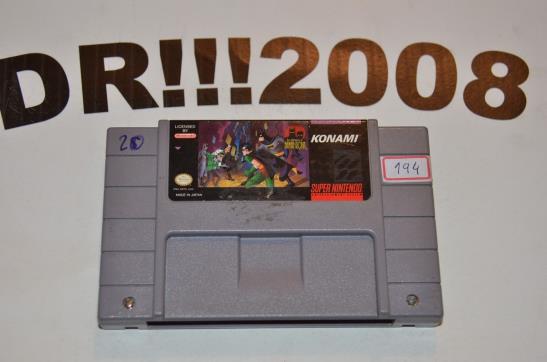 DR!!!2008
20
LICENSED
BY
Nintendo
KONAMI
194
SUPER NINTENDO
MADE IN JAPAN